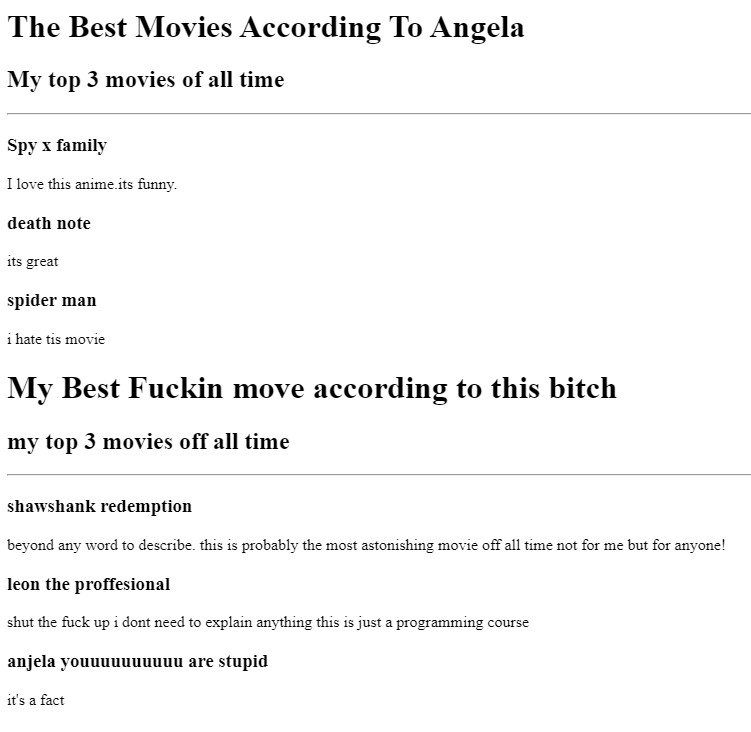 The Best Movies According To Angela
My top 3 movies of all time
Spy x family
I love this anime.its funny.
death note
its great
spider man
i hate tis movie
My Best Fuckin move according to this bitch
my top 3 movies off all time
shawshank redemption
beyond any word to describe. this is probably the most astonishing movie off all time not for me but for anyone!
leon the proffesional
shut the fuck up i dont need to explain anything this is just a programming course
anjela youuuuuuuuuu are stupid
it's a fact